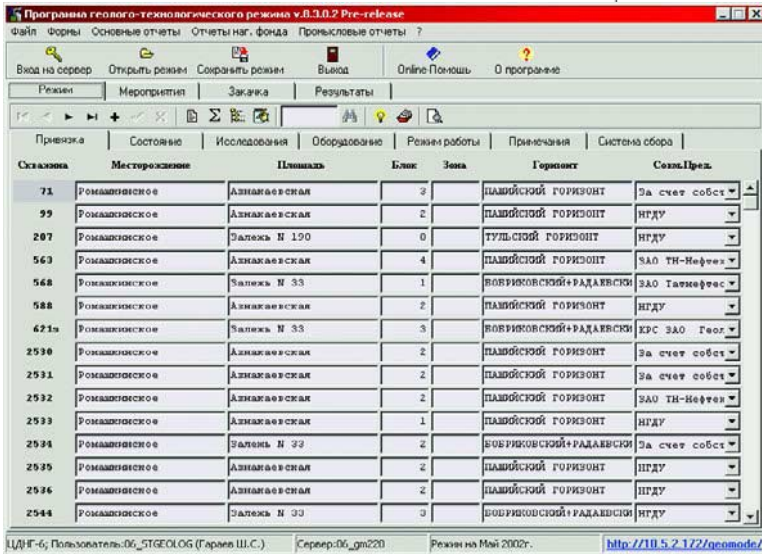 Программа геолого-технологического режима v.8.3.0.2 Pre-release
Файл Формы Основные отчеты Отчеты наг. фонда Промысловые отчеты ?
Вход на сервер Открыть режим Сохранить режим Выход Online-Помощь О программе
Режим Мероприятия Закачка Результаты
Привязка Состояние Исследования Оборудование Режим работы Примечания Система сбора
Скважина Месторождение Площадь Блок Зона Горизонт Совм.Пред.
71 Ромашкинское Азнакаевская 3 ПАШИЙСКИЙ ГОРИЗОНТ За счет собст
99 Ромашкинское Азнакаевская 2 ПАШИЙСКИЙ ГОРИЗОНТ НГДУ
207 Ромашкинское Залежь N 190 0 ТУЛЬСКИЙ ГОРИЗОНТ НГДУ
563 Ромашкинское Азнакаевская 4 ПАШИЙСКИЙ ГОРИЗОНТ ЗАО ТН-Нефтех
568 Ромашкинское Залежь N 33 1 БОБРИКОВСКИЙ+РАДАЕВСКИ ЗАО Татнефтес
588 Ромашкинское Азнакаевская 2 ПАШИЙСКИЙ ГОРИЗОНТ НГДУ
621п Ромашкинское Залежь N 33 3 БОБРИКОВСКИЙ+РАДАЕВСКИ КРС ЗАО Геол
2530 Ромашкинское Азнакаевская 2 ПАШИЙСКИЙ ГОРИЗОНТ За счет собст
2531 Ромашкинское Азнакаевская 2 ПАШИЙСКИЙ ГОРИЗОНТ За счет собст
2532 Ромашкинское Азнакаевская 2 ПАШИЙСКИЙ ГОРИЗОНТ ЗАО ТН-Нефтех
2533 Ромашкинское Азнакаевская 1 ПАШИЙСКИЙ ГОРИЗОНТ НГДУ
2534 Ромашкинское Залежь N 33 2 БОБРИКОВСКИЙ+РАДАЕВСКИ За счет собст
2535 Ромашкинское Азнакаевская 2 ПАШИЙСКИЙ ГОРИЗОНТ НГДУ
2536 Ромашкинское Азнакаевская 2 ПАШИЙСКИЙ ГОРИЗОНТ НГДУ
2544 Ромашкинское Залежь N 33 3 БОБРИКОВСКИЙ+РАДАЕВСКИ НГДУ
ЦДНГ-6; Пользователь:06_STGEOLOG (Гараев Ш.С.) Сервер:06_gm220 Режим на Май 2002г. http://10.5.2.172/geomode/